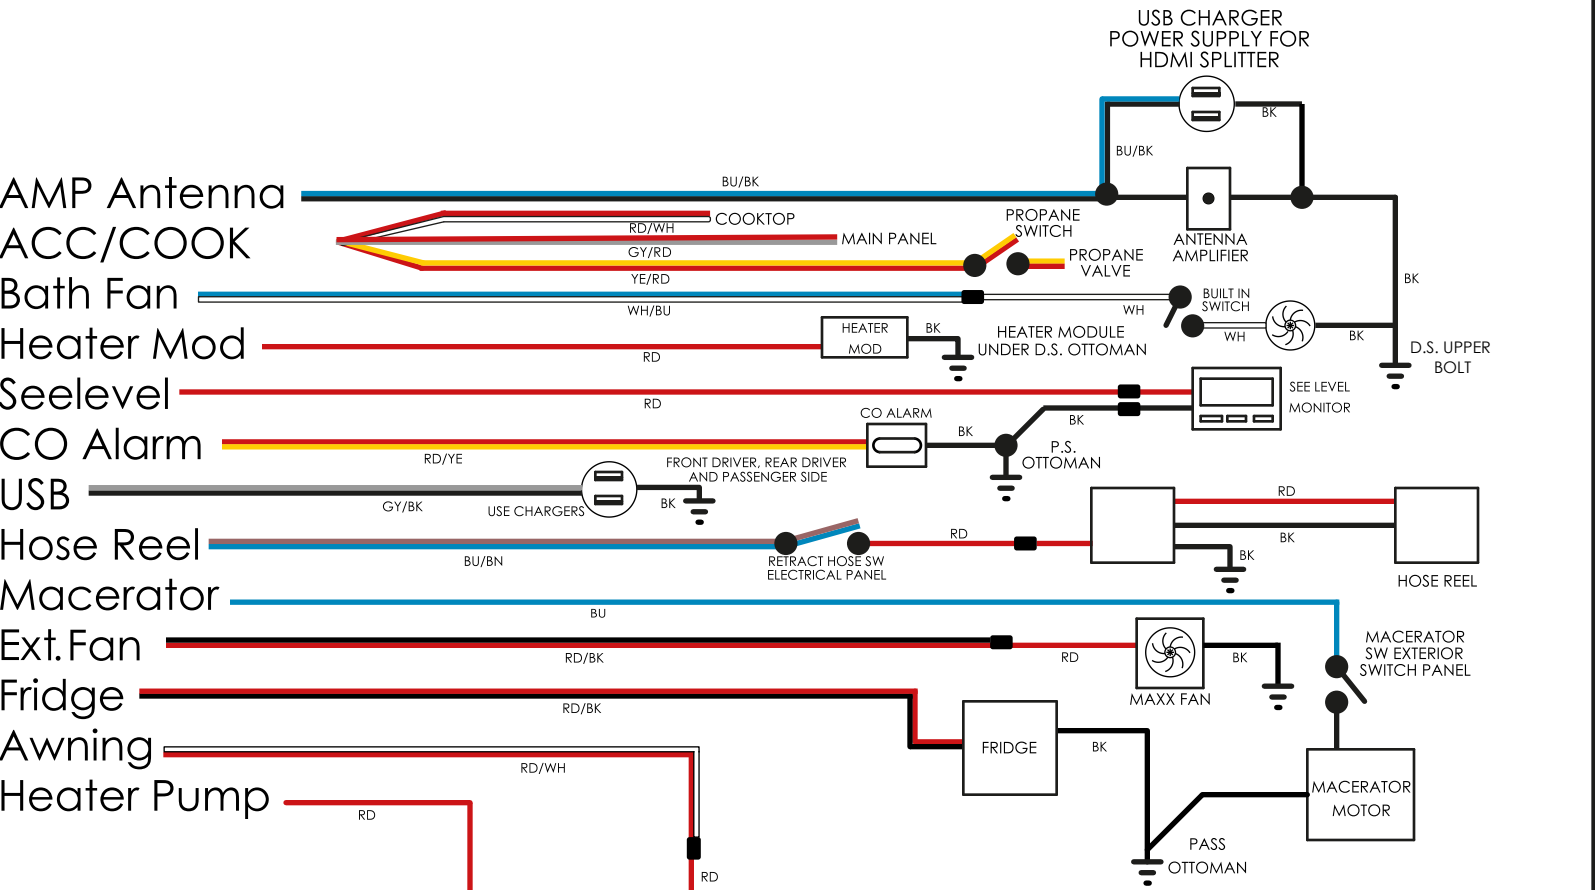 USB CHARGER
POWER SUPPLY FOR
HDMI SPLITTER
BK
BU/BK
AMP Antenna
BU/BK
ANTENNA
AMPLIFIER
ACC/COOK
RD/WH
COOKTOP
GY/RD
MAIN PANEL
YE/RD
PROPANE
SWITCH
PROPANE
VALVE
BK
Bath Fan
WH/BU
WH
BUILT IN
SWITCH
WH
BK
D.S. UPPER
BOLT
Heater Mod
RD
HEATER
MOD
BK
HEATER MODULE
UNDER D.S. OTTOMAN
Seelevel
RD
BK
SEE LEVEL
MONITOR
CO Alarm
RD/YE
CO ALARM
BK
P.S.
OTTOMAN
USB
GY/BK
USE CHARGERS
BK
FRONT DRIVER, REAR DRIVER
AND PASSENGER SIDE
Hose Reel
BU/BN
RETRACT HOSE SW
ELECTRICAL PANEL
RD
RD
BK
BK
HOSE REEL
Macerator
BU
MACERATOR
SW EXTERIOR
SWITCH PANEL
Ext.Fan
RD/BK
RD
BK
MAXX FAN
Fridge
RD/BK
FRIDGE
BK
MACERATOR
MOTOR
PASS
OTTOMAN
Awning
RD/WH
RD
Heater Pump
RD